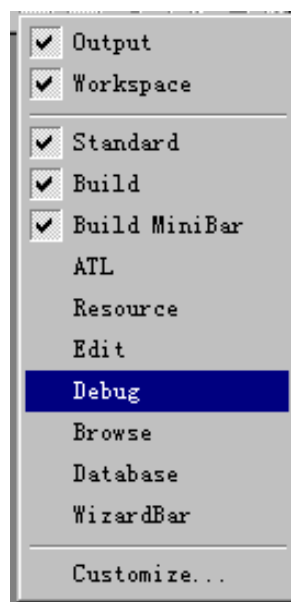 Output
Workspace
Standard
Build
Build MiniBar
ATL
Resource
Edit
Debug
Browse
Database
WizardBar
Customize...